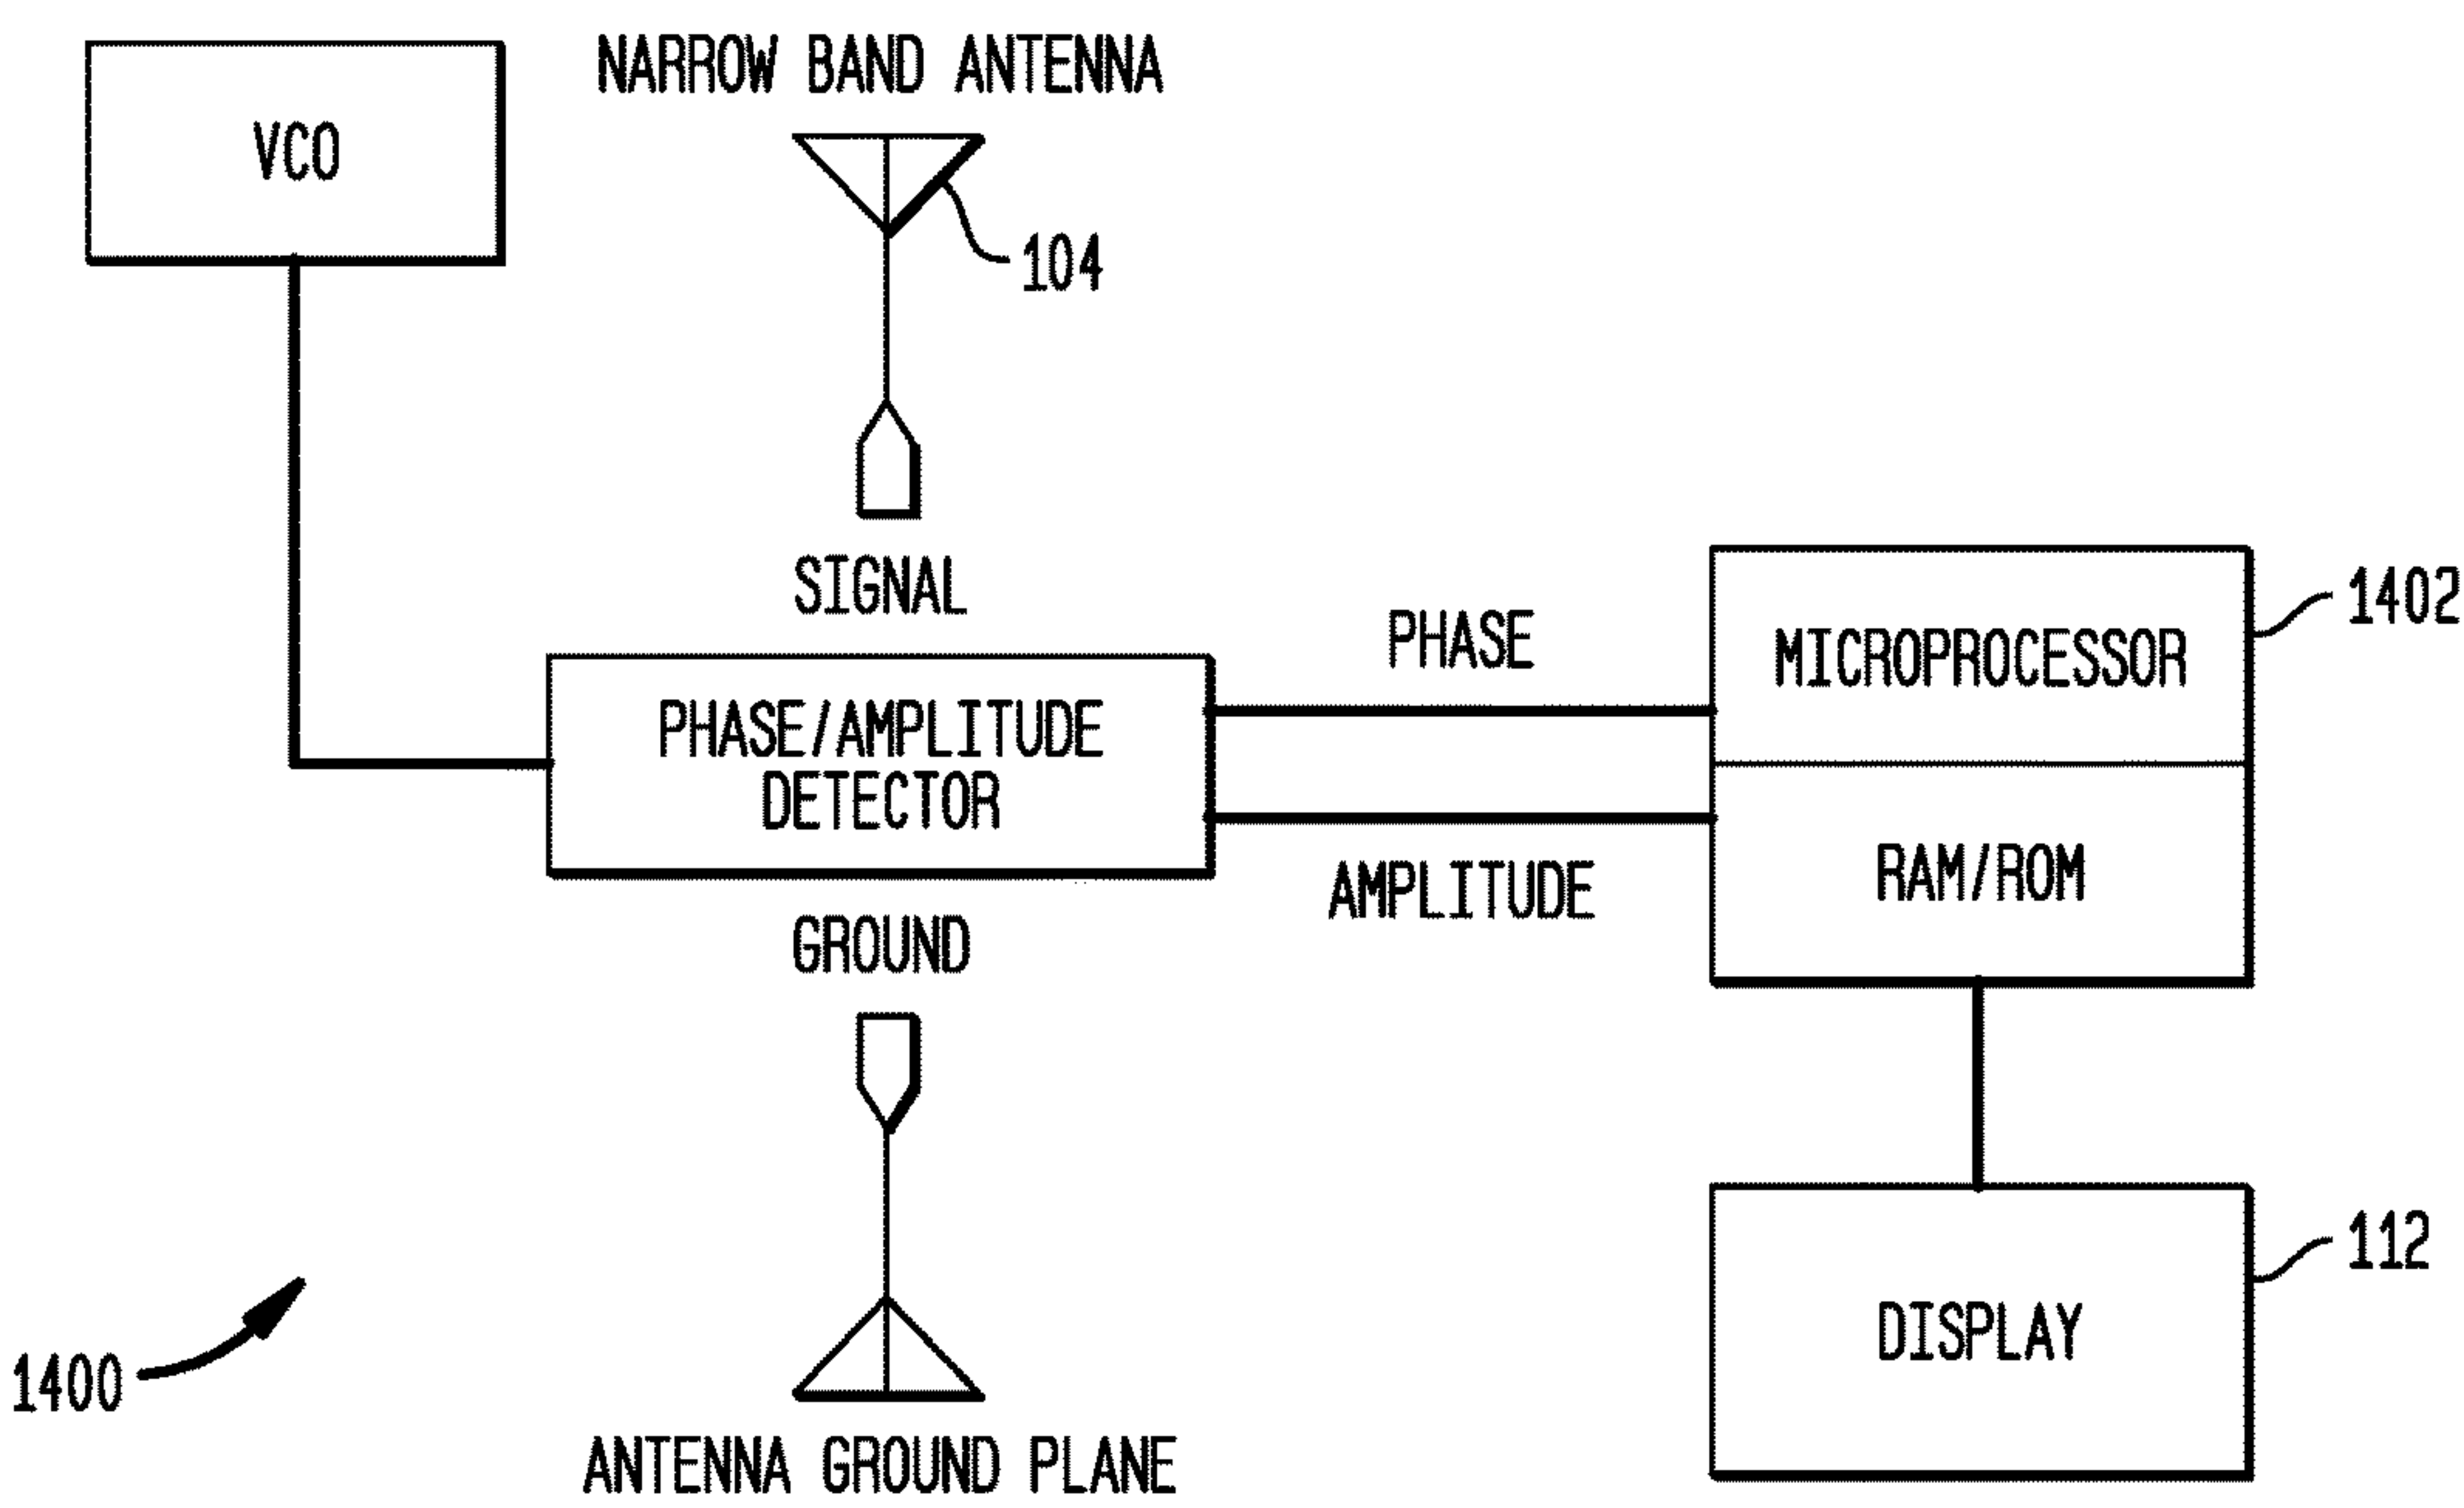 NARROW BAND ANTENNA
VCO
104
SIGNAL
PHASE
MICROPROCESSOR
1402
PHASE/AMPLITUDE
DETECTOR
RAM/ROM
AMPLITUDE
GROUND
112
DISPLAY
1400
ANTENNA GROUND PLANE